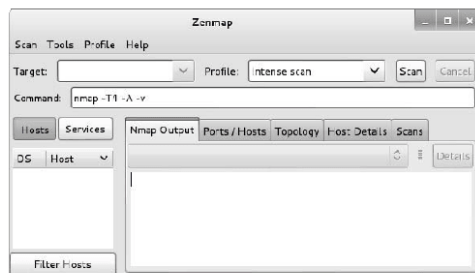 Zenmap
Scan Tools Profile Help
Target: Profile: Intense scan Scan Cancel
Command: nmap -T4 -A -v
Hosts Services Nmap Output Ports / Hosts Topology Host Details Scans
OS Host Details
Filter Hosts